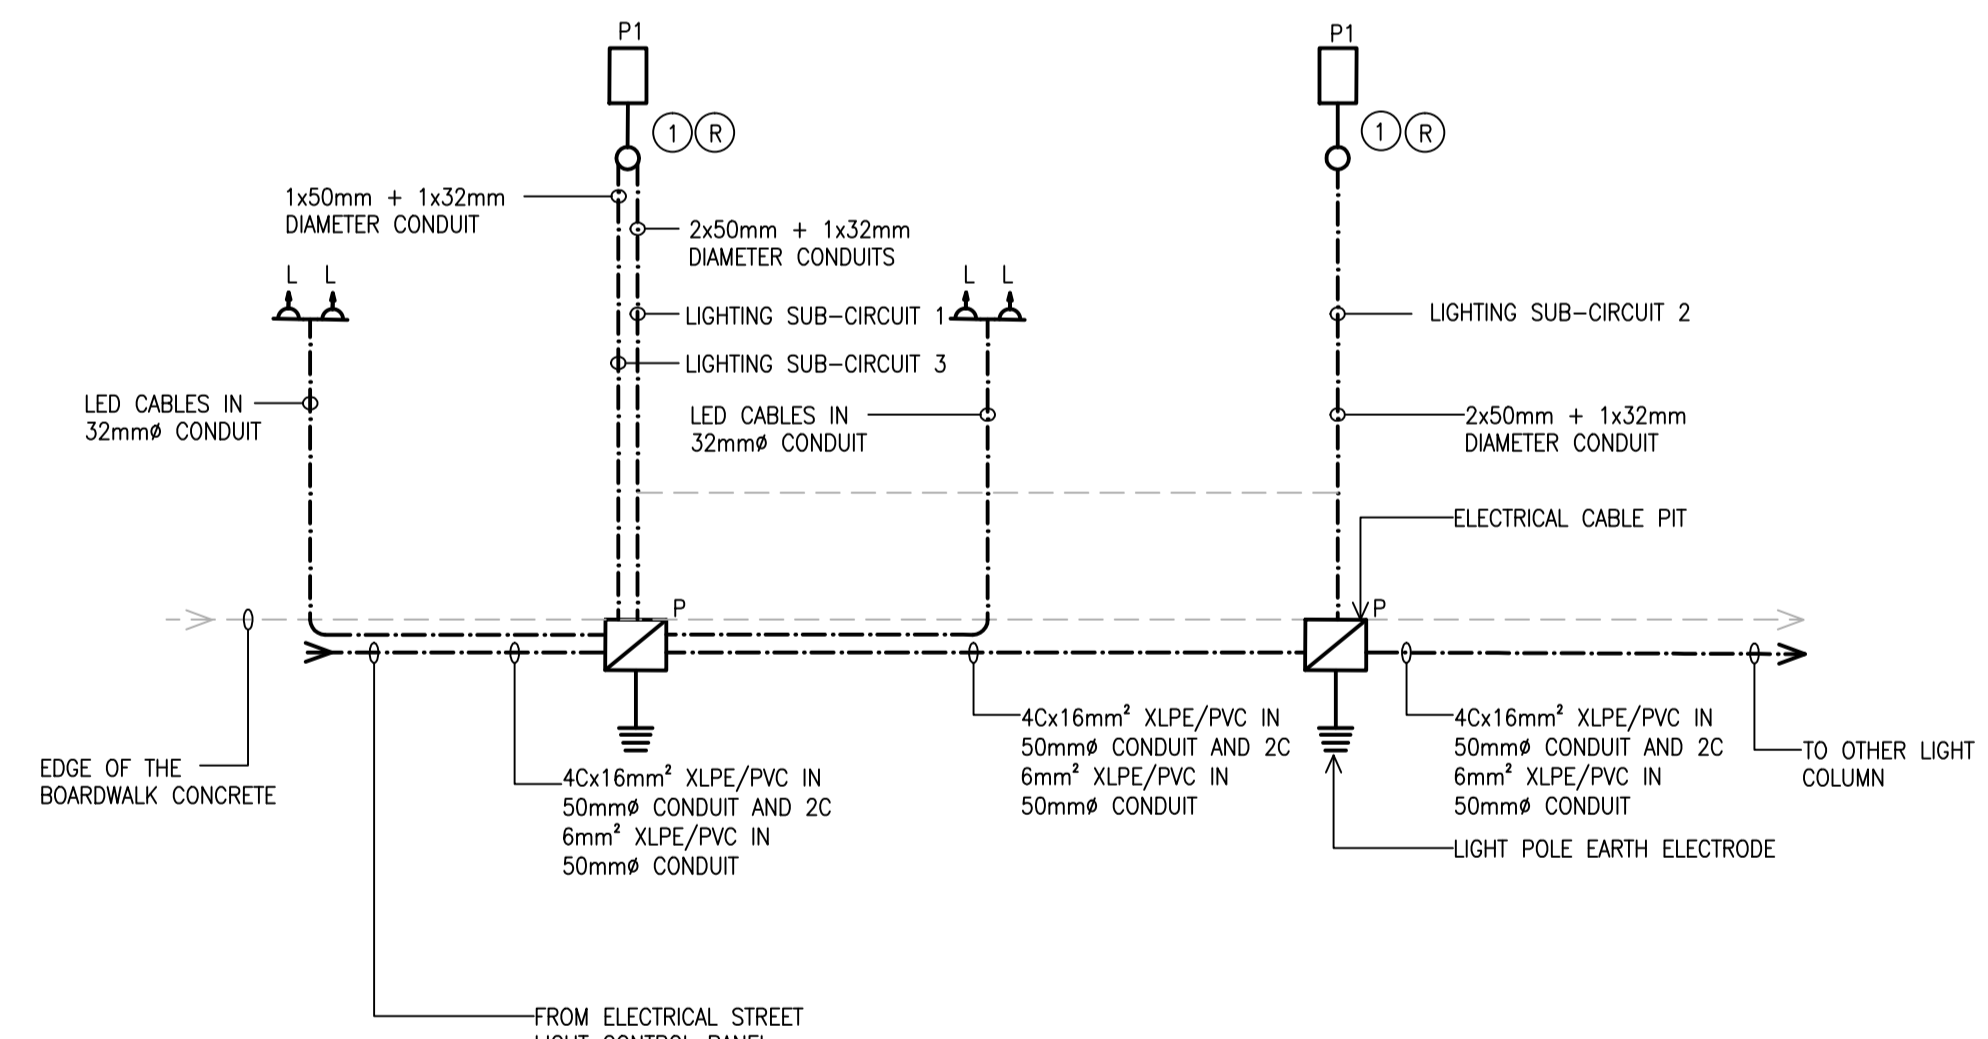 P1
P1
1 R
1 R
1x50mm + 1x32mm
DIAMETER CONDUIT
2x50mm + 1x32mm
DIAMETER CONDUITS
L L
L L
LIGHTING SUB-CIRCUIT 1
LIGHTING SUB-CIRCUIT 2
LIGHTING SUB-CIRCUIT 3
LED CABLES IN
32mmø CONDUIT
LED CABLES IN
32mmø CONDUIT
2x50mm + 1x32mm
DIAMETER CONDUIT
ELECTRICAL CABLE PIT
P
P
EDGE OF THE
BOARDWALK CONCRETE
4Cx16mm² XLPE/PVC IN
50mmø CONDUIT AND 2C
6mm² XLPE/PVC IN
50mmø CONDUIT
4Cx16mm² XLPE/PVC IN
50mmø CONDUIT AND 2C
6mm² XLPE/PVC IN
50mmø CONDUIT
4Cx16mm² XLPE/PVC IN
50mmø CONDUIT AND 2C
6mm² XLPE/PVC IN
50mmø CONDUIT
TO OTHER LIGHT
COLUMN
LIGHT POLE EARTH ELECTRODE
FROM ELECTRICAL STREET
LIGHT CONTROL PANEL